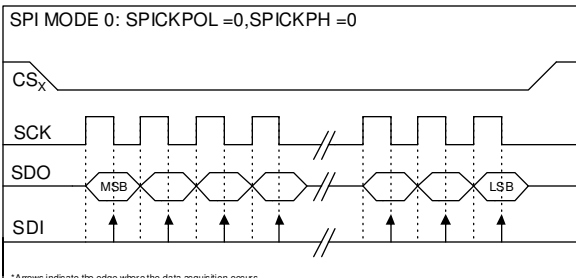 SPI MODE 0: SPICKPOL =0,SPICKPH =0
CSX
SCK
SDO
MSB
LSB
SDI
*Arrows indicate the edge where the data acquisition occurs